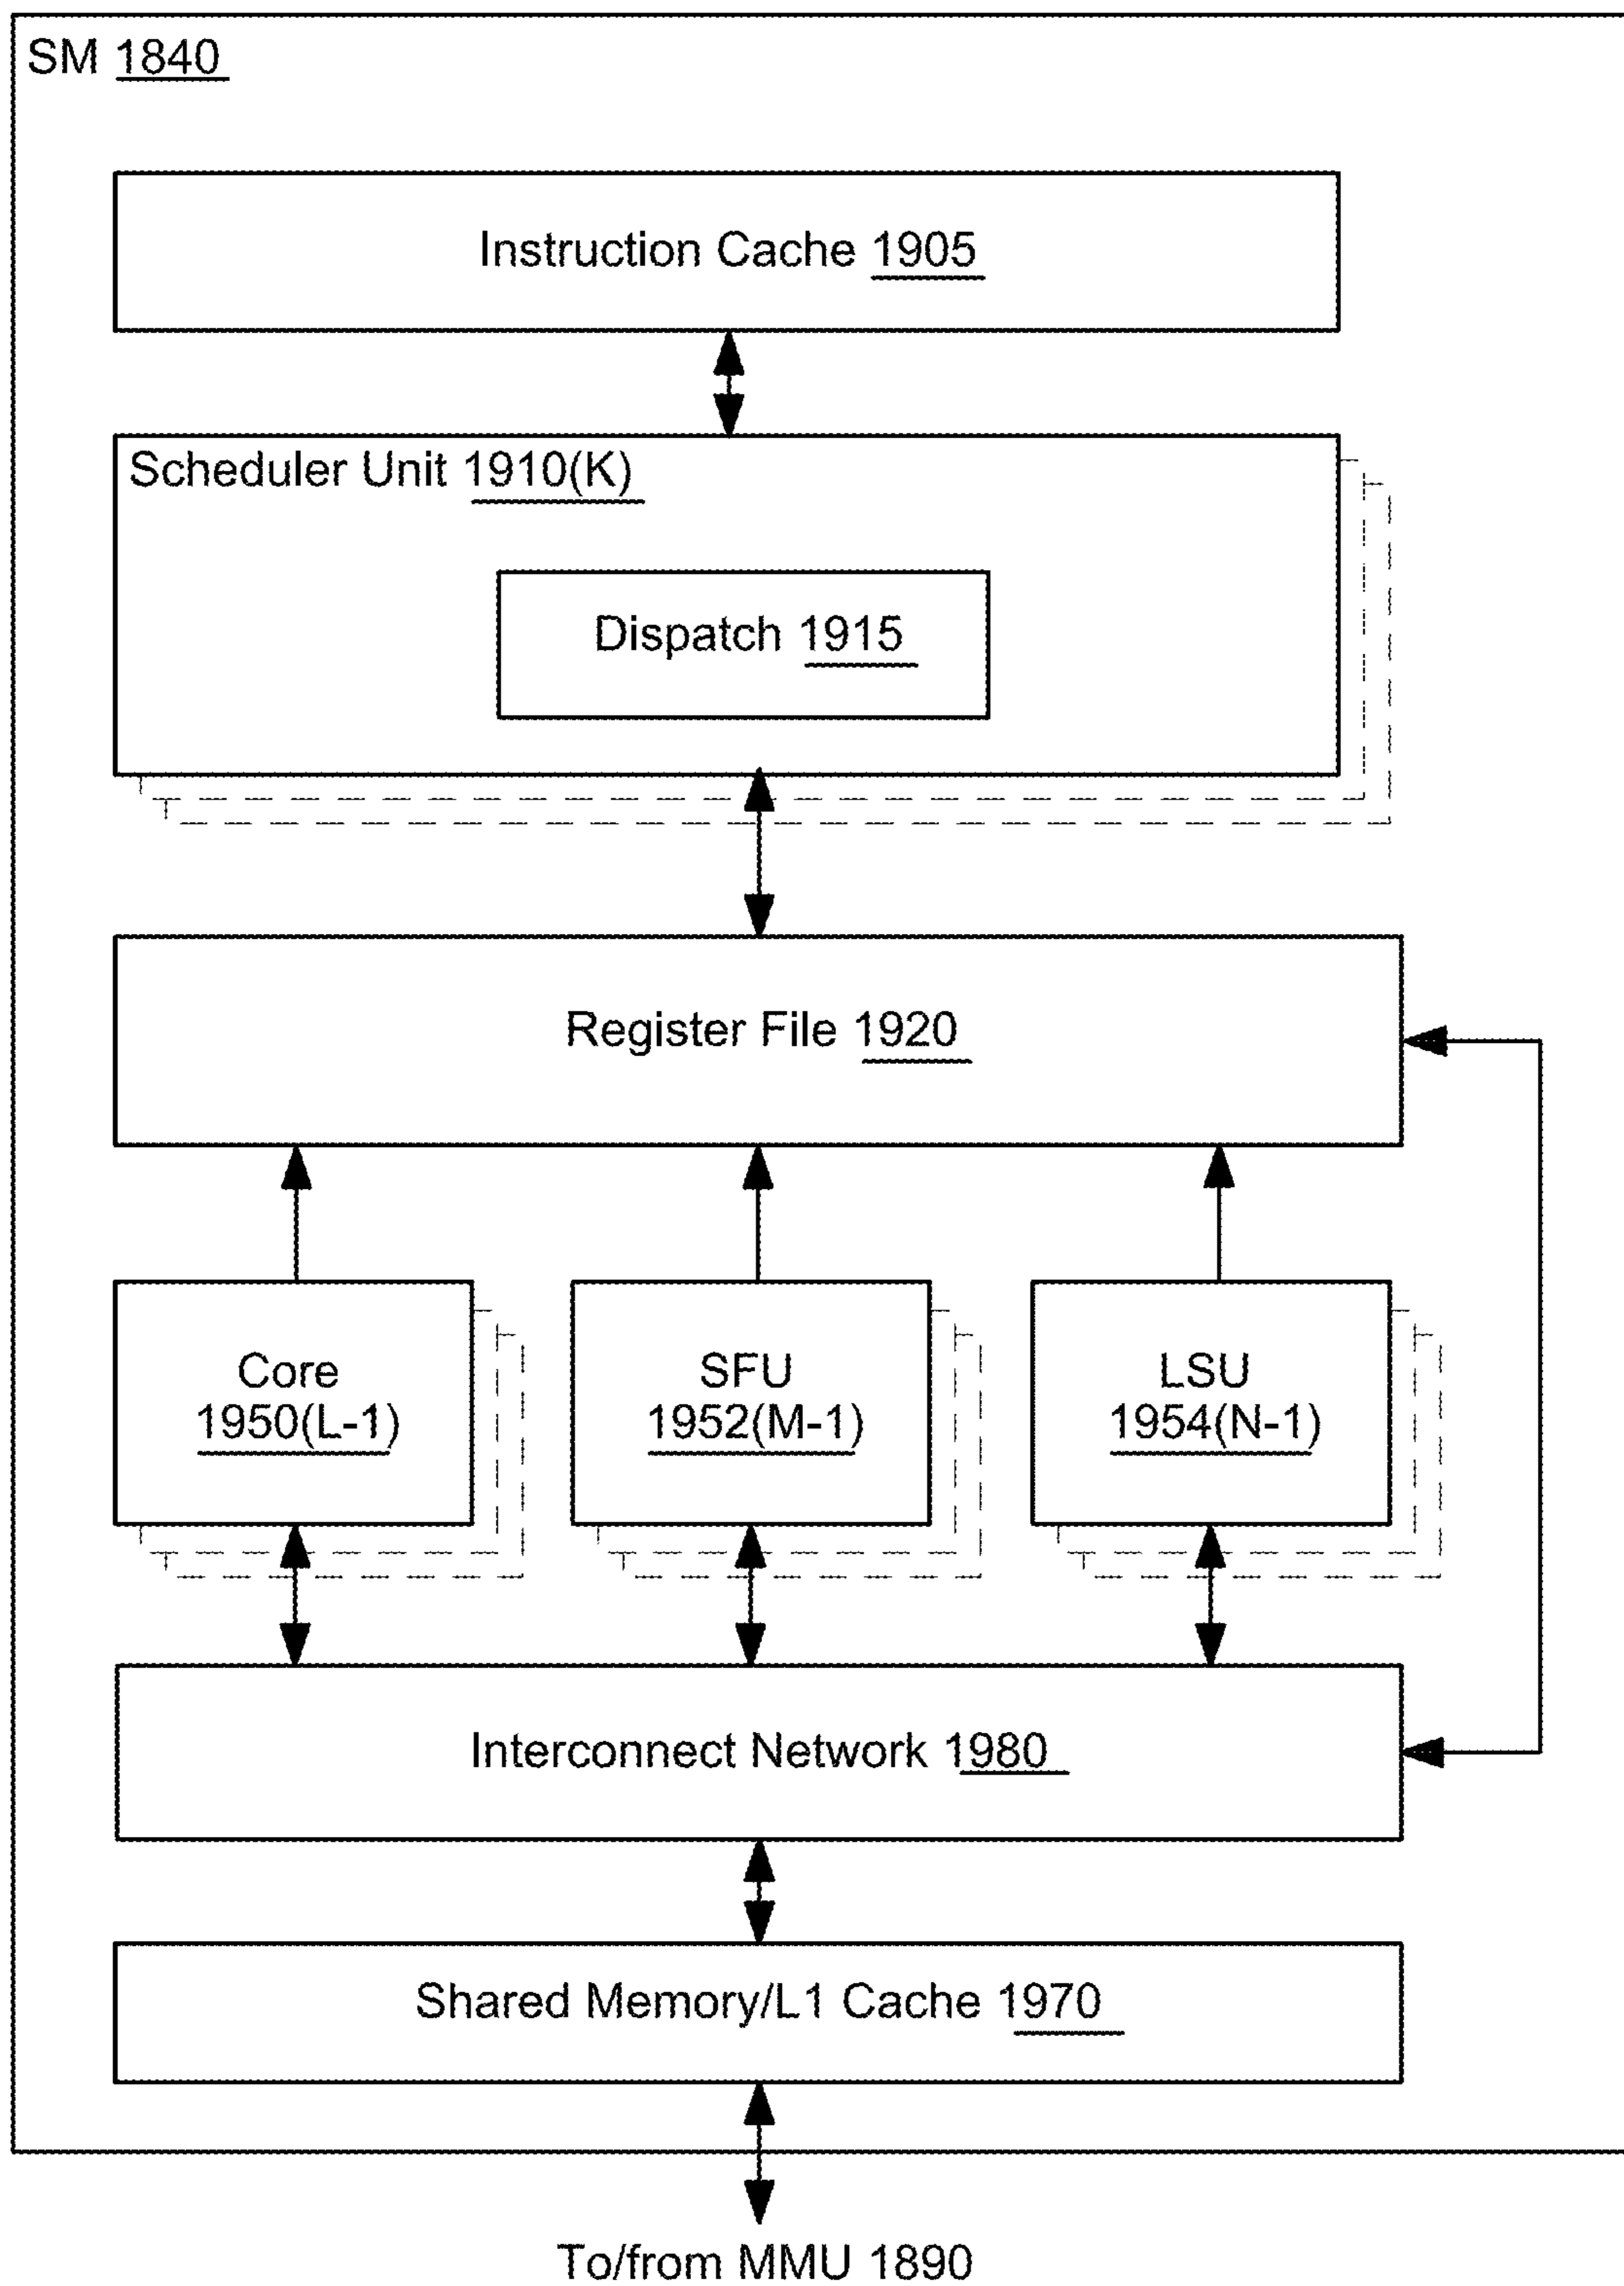 SM 1840
Instruction Cache 1905
Scheduler Unit 1910(K)
Dispatch 1915
Register File 1920
Core
1950(L-1)
SFU
1952(M-1)
LSU
1954(N-1)
Interconnect Network 1980
Shared Memory/L1 Cache 1970
To/from MMU 1890